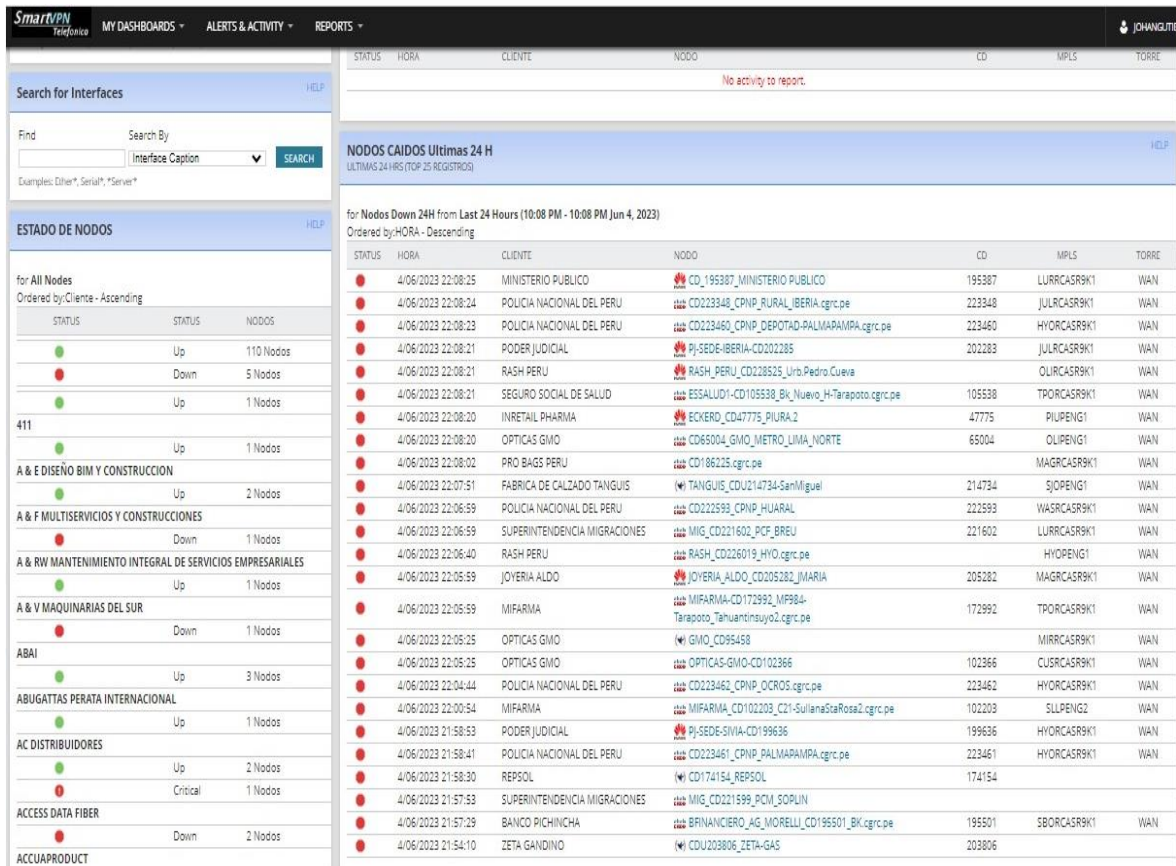 SmartVPN
Telefonica
MY DASHBOARDS
ALERTS & ACTIVITY
REPORTS
JOHANGUTIE
Search for Interfaces
HELP
Find
Search By
Interface Caption
SEARCH
Examples: Ether*, Serial*, *Server*
ESTADO DE NODOS
HELP
for All Nodes
Ordered by:Cliente - Ascending
STATUS STATUS NODOS
Up 110 Nodos
Down 5 Nodos
Up 1 Nodos
411
Up 1 Nodos
A & E DISEÑO BIM Y CONSTRUCCION
Up 2 Nodos
A & F MULTISERVICIOS Y CONSTRUCCIONES
Down 1 Nodos
A & RW MANTENIMIENTO INTEGRAL DE SERVICIOS EMPRESARIALES
Up 1 Nodos
A & V MAQUINARIAS DEL SUR
Down 1 Nodos
ABAI
Up 3 Nodos
ABUGATTAS PERATA INTERNACIONAL
Up 1 Nodos
AC DISTRIBUIDORES
Up 2 Nodos
Critical 1 Nodos
ACCESS DATA FIBER
Down 2 Nodos
ACCUAPRODUCT
STATUS HORA CLIENTE NODO CD MPLS TORRE
No activity to report.
NODOS CAIDOS Ultimas 24 H
HELP
ULTIMAS 24 HRS (TOP 25 REGISTROS)
for Nodos Down 24H from Last 24 Hours (10:08 PM - 10:08 PM Jun 4, 2023)
Ordered by:HORA - Descending
STATUS HORA CLIENTE NODO CD MPLS TORRE
4/06/2023 22:08:25 MINISTERIO PUBLICO CD_195387_MINISTERIO PUBLICO 195387 LURRCASR9K1 WAN
4/06/2023 22:08:24 POLICIA NACIONAL DEL PERU CD223348_CPNP_RURAL_IBERIA.cgrc.pe 223348 JULRCASR9K1 WAN
4/06/2023 22:08:23 POLICIA NACIONAL DEL PERU CD223460_CPNP_DEPOTAD-PALMAPAMPA.cgrc.pe 223460 HYORCASR9K1 WAN
4/06/2023 22:08:21 PODER JUDICIAL PJ-SEDE-IBERIA-CD202285 202283 JULRCASR9K1 WAN
4/06/2023 22:08:21 RASH PERU RASH_PERU_CD228525_Urb.Pedro.Cueva OLIRCASR9K1 WAN
4/06/2023 22:08:21 SEGURO SOCIAL DE SALUD ESSALUD1-CD105538_Bk_Nuevo_H-Tarapoto.cgrc.pe 105538 TPORCASR9K1 WAN
4/06/2023 22:08:20 INRETAIL PHARMA ECKERD_CD47775_PIURA.2 47775 PIUPENG1 WAN
4/06/2023 22:08:20 OPTICAS GMO CD65004_GMO_METRO_LIMA_NORTE 65004 OLIPENG1 WAN
4/06/2023 22:08:02 PRO BAGS PERU CD186225.cgrc.pe MAGRCASR9K1 WAN
4/06/2023 22:07:51 FABRICA DE CALZADO TANGUIS TANGUIS_CDU214734-SanMiguel 214734 SJOPENG1 WAN
4/06/2023 22:06:59 POLICIA NACIONAL DEL PERU CD222593_CPNP_HUARAL 222593 WASRCASR9K1 WAN
4/06/2023 22:06:59 SUPERINTENDENCIA MIGRACIONES MIG_CD221602_PCF_BREU 221602 LURRCASR9K1 WAN
4/06/2023 22:06:40 RASH PERU RASH_CD226019_HYO.cgrc.pe HYOPENG1 WAN
4/06/2023 22:05:59 JOYERIA ALDO JOYERIA_ALDO_CD205282_JMARIA 205282 MAGRCASR9K1 WAN
4/06/2023 22:05:59 MIFARMA MIFARMA-CD172992_MF984-Tarapoto_Tahuantinsuyo2.cgrc.pe 172992 TPORCASR9K1 WAN
4/06/2023 22:05:25 OPTICAS GMO GMO_CD95458 MIRRCASR9K1 WAN
4/06/2023 22:05:25 OPTICAS GMO OPTICAS-GMO-CD102366 102366 CUSRCASR9K1 WAN
4/06/2023 22:04:44 POLICIA NACIONAL DEL PERU CD223462_CPNP_OCROS.cgrc.pe 223462 HYORCASR9K1 WAN
4/06/2023 22:00:54 MIFARMA MIFARMA_CD102203_C21-SullanaStaRosa2.cgrc.pe 102203 SLLPENG2 WAN
4/06/2023 21:58:53 PODER JUDICIAL PJ-SEDE-SIVIA-CD199636 199636 HYORCASR9K1 WAN
4/06/2023 21:58:41 POLICIA NACIONAL DEL PERU CD223461_CPNP_PALMAPAMPA.cgrc.pe 223461 HYORCASR9K1 WAN
4/06/2023 21:58:30 REPSOL CD174154_REPSOL 174154
4/06/2023 21:57:53 SUPERINTENDENCIA MIGRACIONES MIG_CD221599_PCM_SOPLIN
4/06/2023 21:57:29 BANCO PICHINCHA BFINANCIERO_AG_MORELLI_CD195501_BK.cgrc.pe 195501 SBORCASR9K1 WAN
4/06/2023 21:54:10 ZETA GANDINO CDU203806_ZETA-GAS 203806